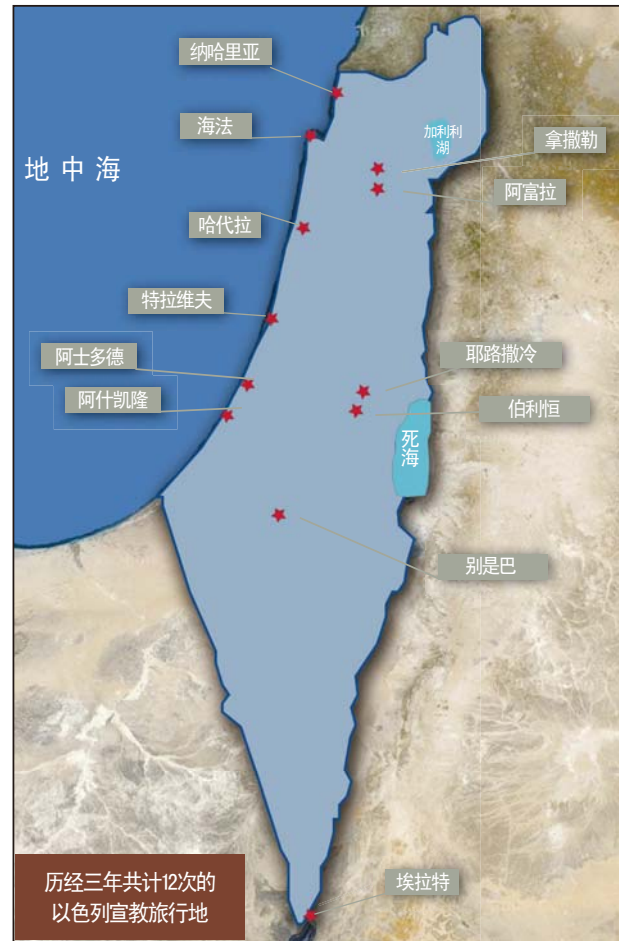 纳哈里亚
海法
加利利
湖
拿撒勒
地中海
阿富拉
哈代拉
特拉维夫
阿士多德
耶路撒冷
阿什凯隆
伯利恒
死
海
别是巴
历经三年共计12次的
以色列宣教旅行地
埃拉特